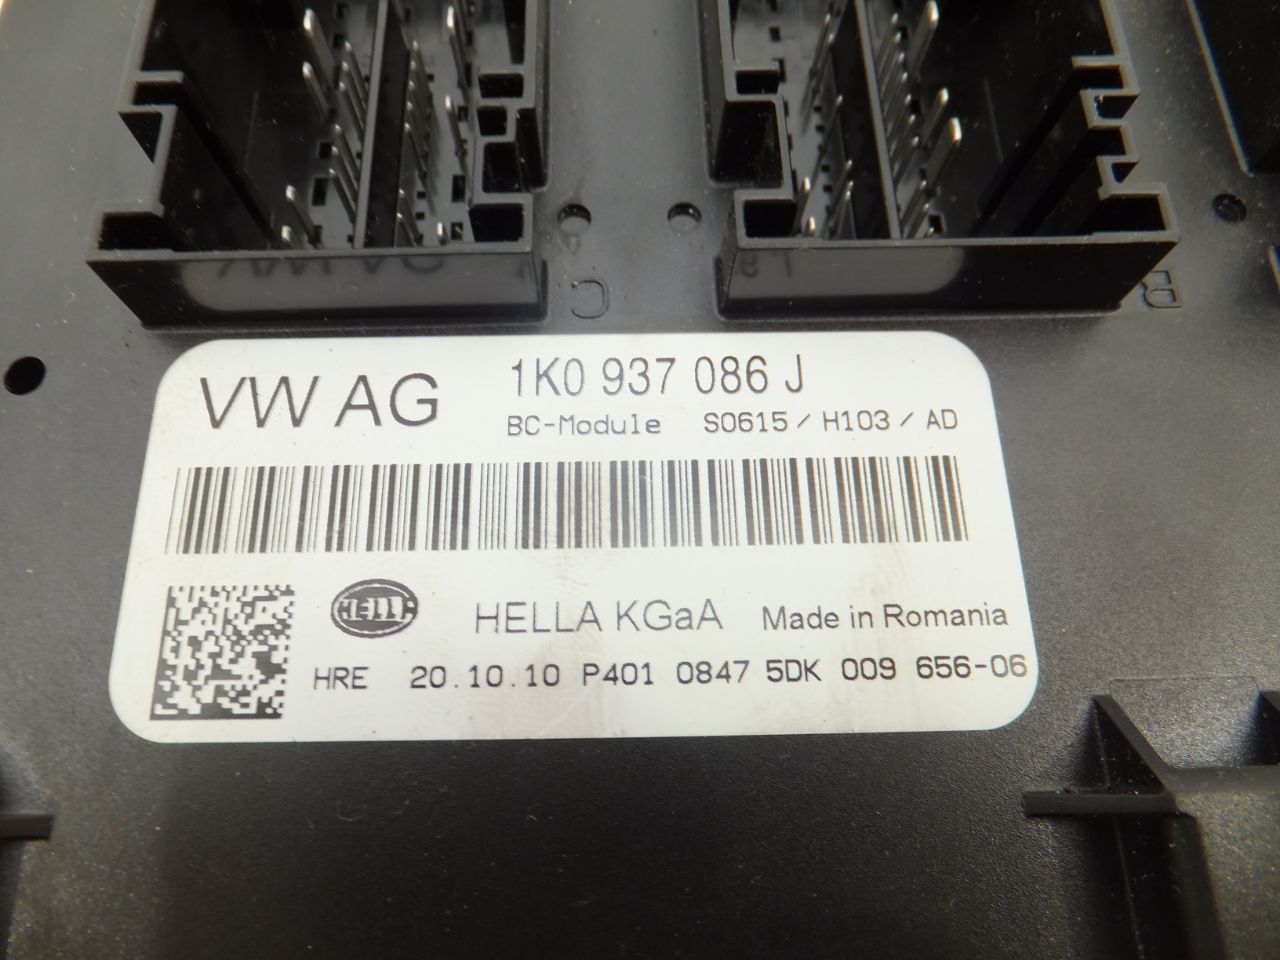 C
B
VW AG 1K0 937 086 J
BC-Module S0615 / H103 / AD
HELLA HELLA KGaA Made in Romania
HRE 20.10.10 P401 0847 5DK 009 656-06